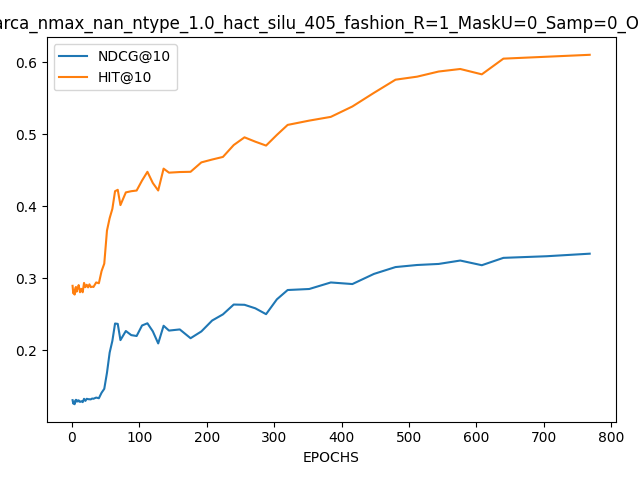 arca_nmax_nan_ntype_1.0_hact_silu_405_fashion_R=1_MaskU=0_Samp=0_O
NDCG@10
HIT@10
0.6
0.5
0.4
0.3
0.2
0 100 200 300 400 500 600 700 800
EPOCHS